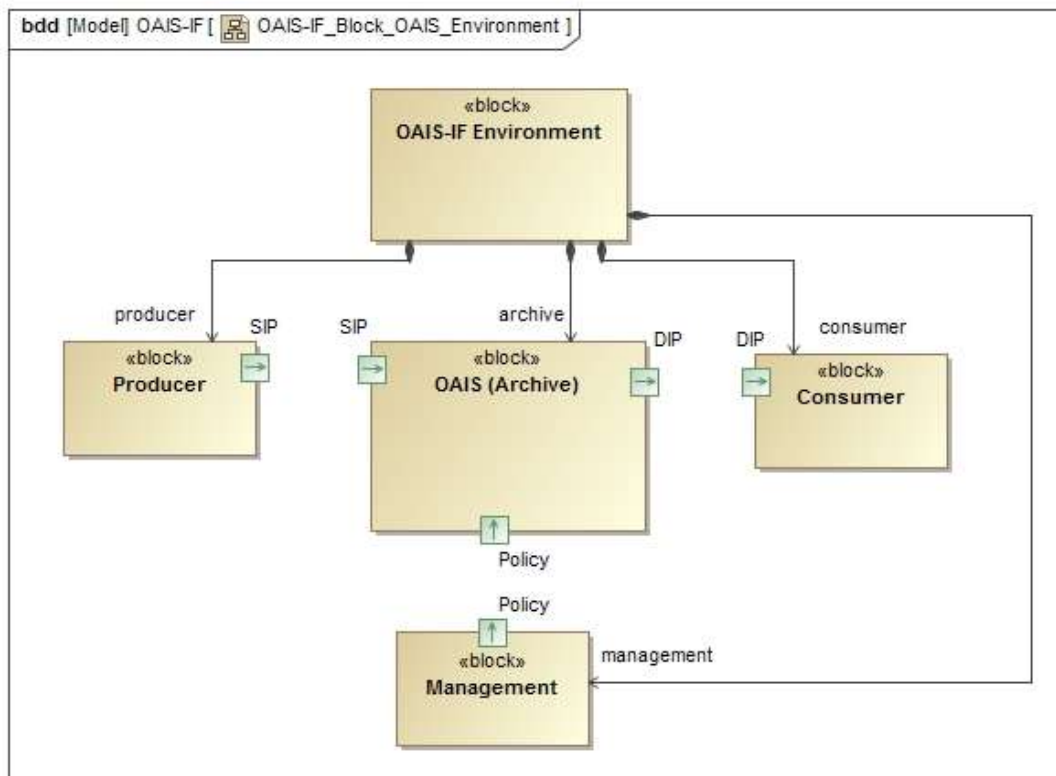 bdd [Model] OAIS-IF [ OAIS-IF_Block_OAIS_Environment ]
«block»
OAIS-IF Environment
producer
SIP
SIP
archive
DIP
DIP
consumer
«block»
Producer
«block»
OAIS (Archive)
«block»
Consumer
Policy
Policy
«block»
Management
management